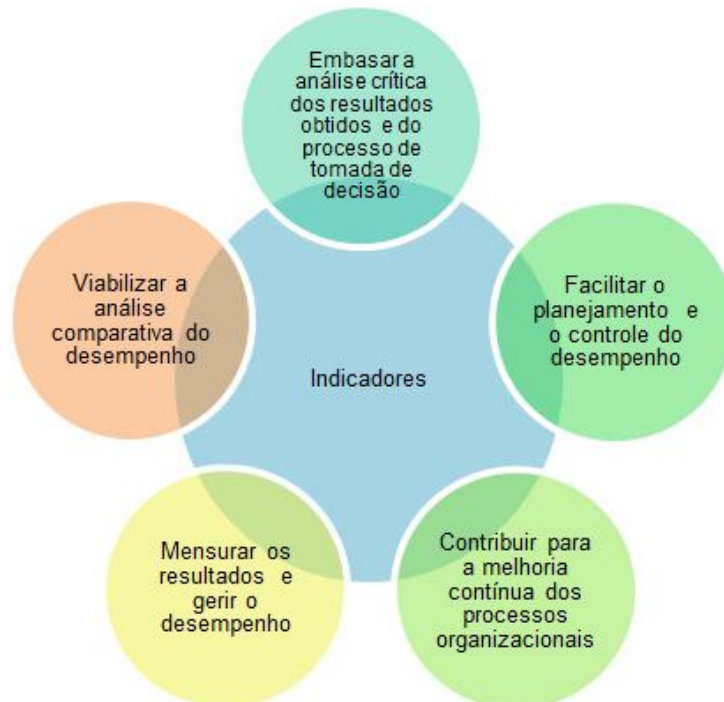 Embasar a
análise crítica
dos resultados
obtidos e do
processo de
tomada de
decisão
Viabilizar a
análise
comparativa do
desempenho
Facilitar o
planejamento e
o controle do
desempenho
Indicadores
Mensurar os
resultados e
gerir o
desempenho
Contribuir para
a melhoria
contínua dos
processos
organizacionais